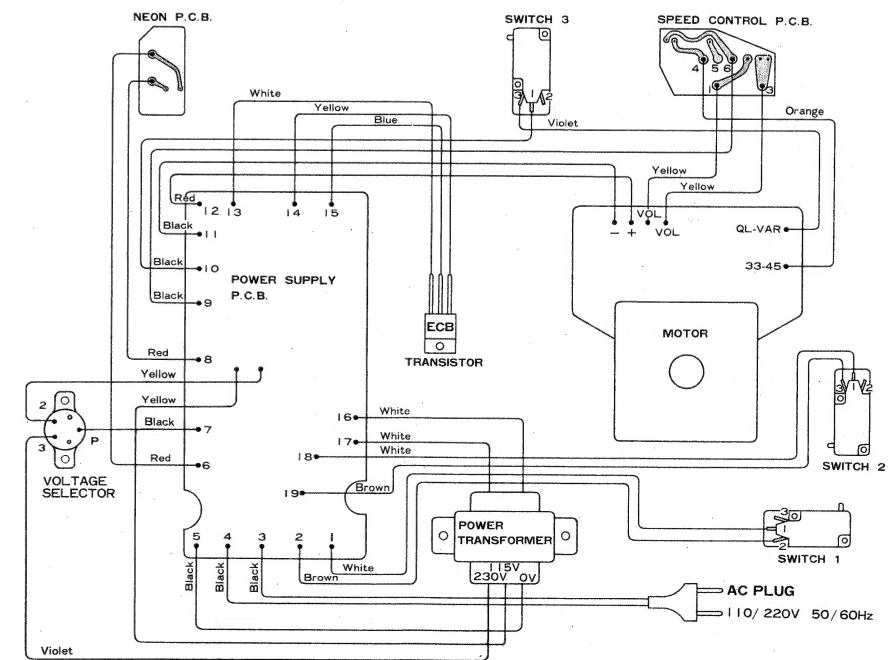 NEON P.C.B.
SWITCH 3
SPEED CONTROL P.C.B.
4 5 6
1 3
3 1 2
White
Yellow
Blue
Violet
Orange
Yellow
Yellow
Red
12 13 14 15
VOL
- + VOL
QL-VAR
Black
11
33-45
Black
10
POWER SUPPLY
P.C.B.
Black
9
ECB
MOTOR
TRANSISTOR
Red
8
Yellow
3 1 2
Yellow
2
16 White
Black
7
P
17 White
3
18 White
Red
6
SWITCH 2
VOLTAGE
SELECTOR
19 Brown
3
1
2
POWER
TRANSFORMER
5 4 3 2 1
SWITCH 1
White
115V
230V 0V
Brown
Black
Black
Black
AC PLUG
110/220V 50/60Hz
Violet